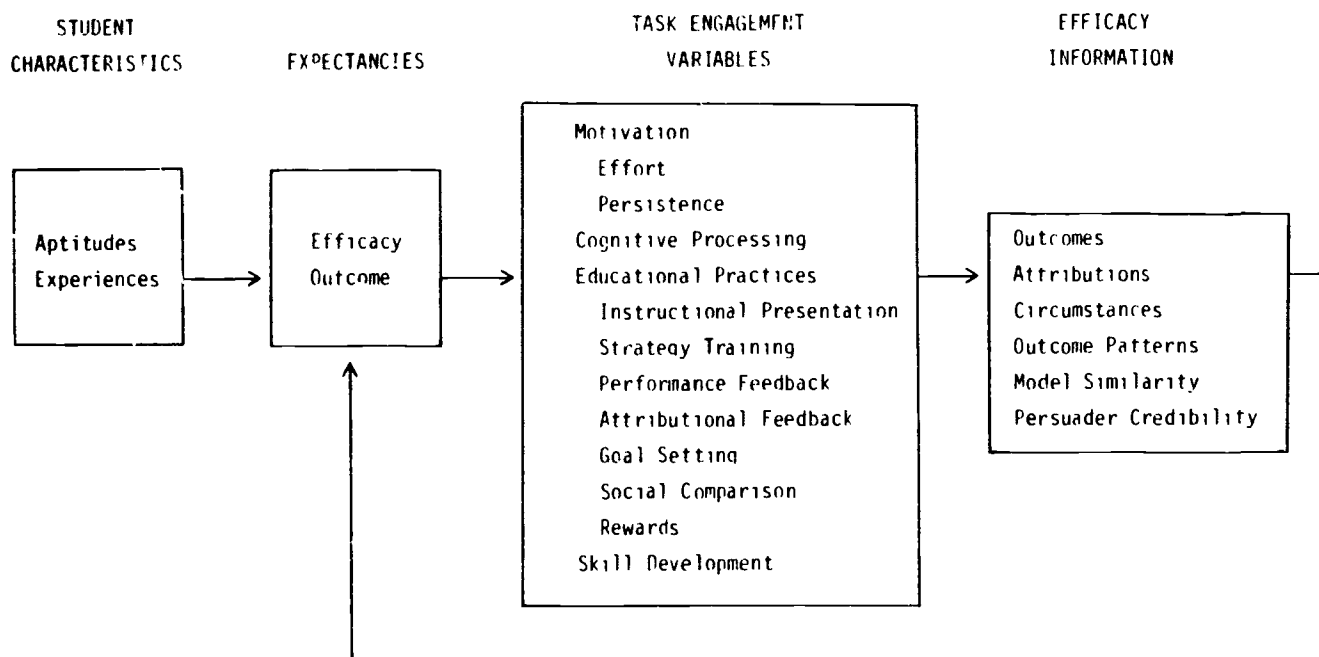 STUDENT
CHARACTERISTICS
EXPECTANCIES
TASK ENGAGEMENT
VARIABLES
EFFICACY
INFORMATION
Aptitudes
Experiences
Efficacy
Outcome
Motivation
Effort
Persistence
Cognitive Processing
Educational Practices
Instructional Presentation
Strategy Training
Performance Feedback
Attributional Feedback
Goal Setting
Social Comparison
Rewards
Skill Development
Outcomes
Attributions
Circumstances
Outcome Patterns
Model Similarity
Persuader Credibility